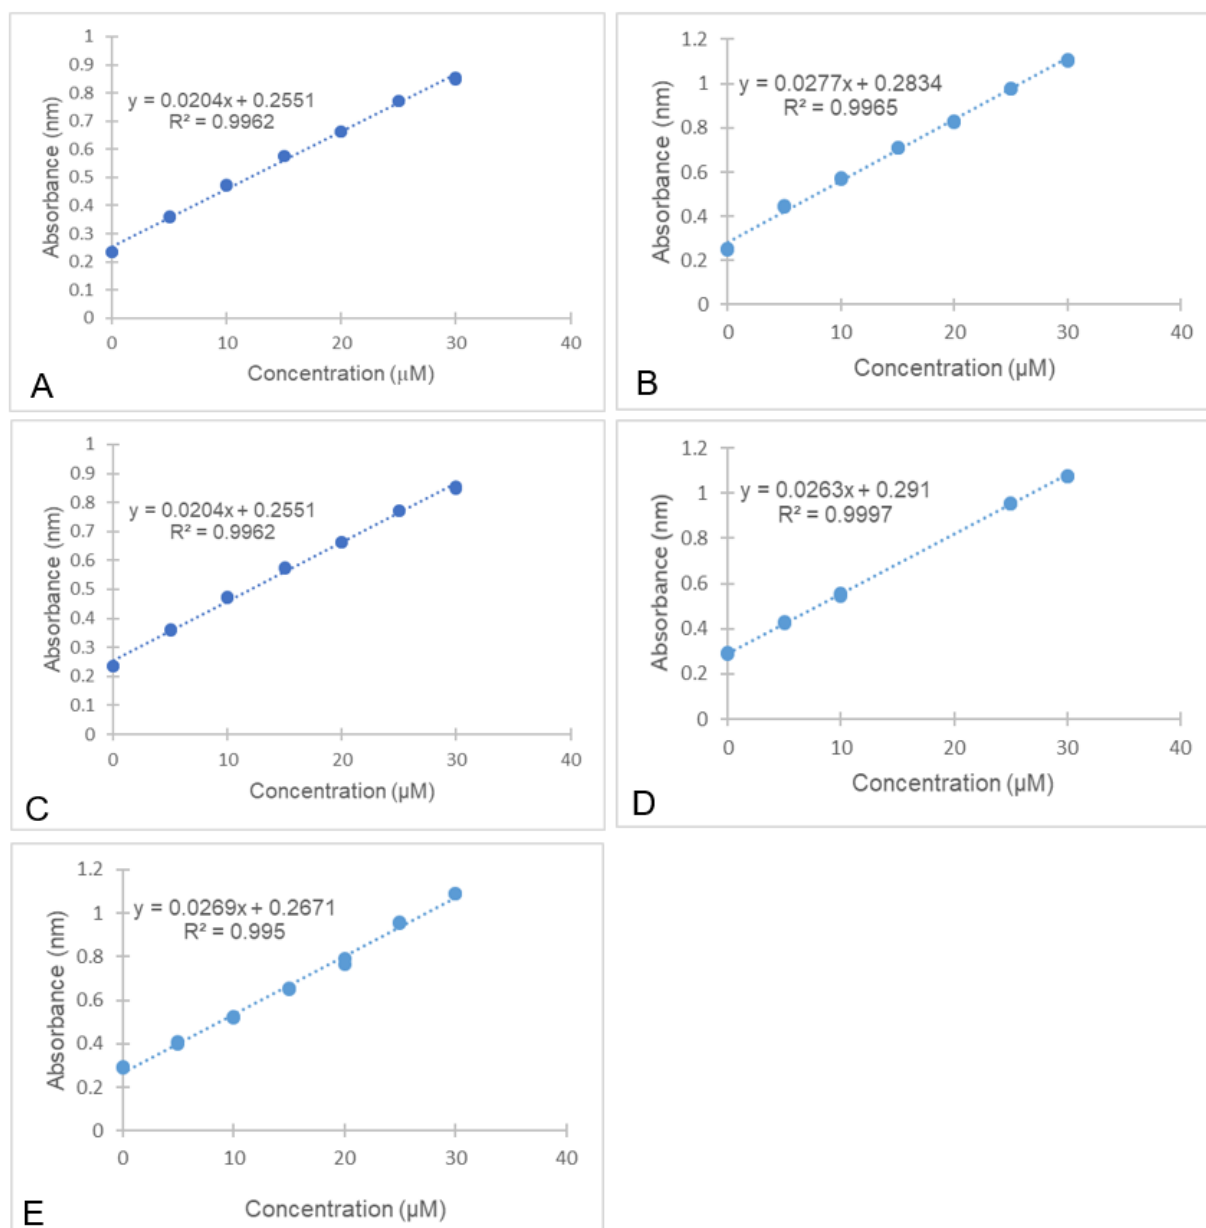 1
0.9
0.8
0.7
0.6
0.5
0.4
0.3
0.2
0.1
0
0
10
20
30
40
Absorbance (nm)
y = 0.0204x + 0.2551
R² = 0.9962
Concentration (μM)
A
1.2
1
0.8
0.6
0.4
0.2
0
0
10
20
30
40
Absorbance (nm)
y = 0.0277x + 0.2834
R² = 0.9965
Concentration (µM)
B
1
0.9
0.8
0.7
0.6
0.5
0.4
0.3
0.2
0.1
0
0
10
20
30
40
Absorbance (nm)
y = 0.0204x + 0.2551
R² = 0.9962
Concentration (µM)
C
1.2
1
0.8
0.6
0.4
0.2
0
0
10
20
30
40
Absorbance (nm)
y = 0.0263x + 0.291
R² = 0.9997
Concentration (µM)
D
1.2
1
0.8
0.6
0.4
0.2
0
0
10
20
30
40
Absorbance (nm)
y = 0.0269x + 0.2671
R² = 0.995
Concentration (µM)
E